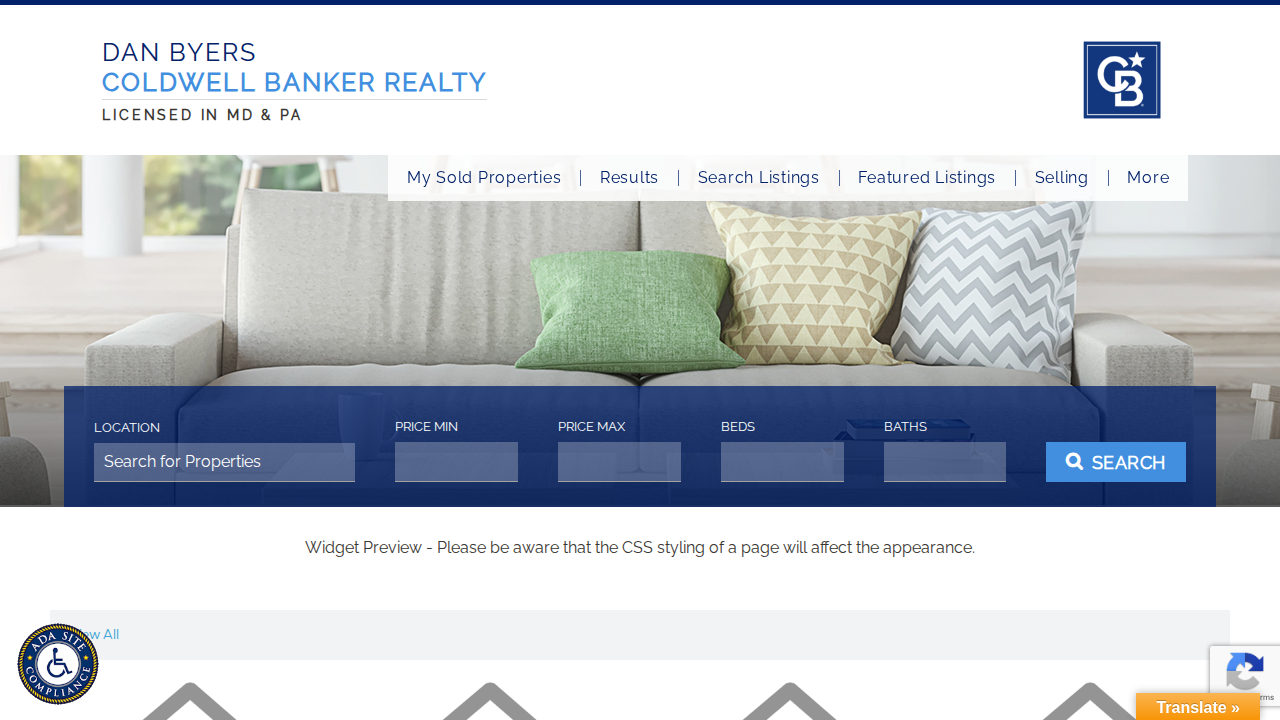 DAN BYERS
COLDWELL BANKER REALTY
LICENSED IN MD & PA
CB
My Sold Properties | Results | Search Listings | Featured Listings | Selling | More
LOCATION
PRICE MIN
PRICE MAX
BEDS
BATHS
Search for Properties
SEARCH
Widget Preview - Please be aware that the CSS styling of a page will affect the appearance.
All
ADA SITE
COMPLIANCE
Translate »